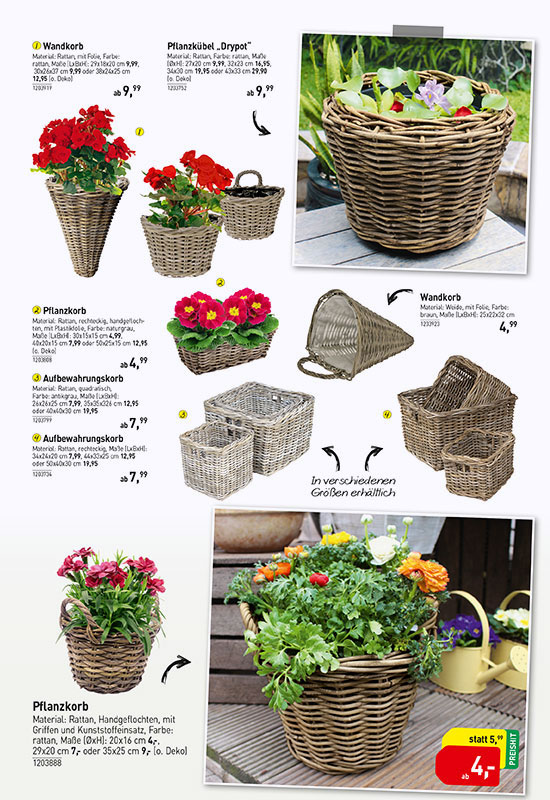 1 Wandkorb
Material: Rattan, mit Folie, Farbe:
rattan, Maße (LxBxH): 29x18x20 cm 9,99,
30x26x37 cm 9,99 oder 38x24x25 cm
12,95 (o. Deko)
1203919
ab 9,99
Pflanzkübel „Drypot“
Material: Rattan, Farbe: rattan, Maße
(ØxH): 27x20 cm 9,99, 32x23 cm 16,95,
34x30 cm 19,95 oder 43x33 cm 29,90
(o. Deko)
1203752
ab 9,99
1
2
2 Pflanzkorb
Material: Rattan, rechteckig, handgefloch-
ten, mit Plastikfolie, Farbe: naturgrau,
Maße (LxBxH): 30x15x15 cm 4,99,
40x20x15 cm 7,99 oder 50x25x15 cm 12,95
(o. Deko)
1203808
ab 4,99
Wandkorb
Material: Weide, mit Folie, Farbe:
braun, Maße (LxBxH): 25x22x32 cm
1203923
4,99
3 Aufbewahrungskorb
Material: Rattan, quadratisch,
Farbe: antikgrau, Maße (LxBxH):
26x26x25 cm 7,99, 35x35x326 cm 12,95
oder 40x40x30 cm 19,95
1203799
ab 7,99
3
4
4 Aufbewahrungskorb
Material: Rattan, rechteckig, Maße (LxBxH):
34x24x20 cm 7,99, 44x33x25 cm 12,95
oder 50x40x30 cm 19,95
1203734
ab 7,99
In verschiedenen
Größen erhältlich
Pflanzkorb
Material: Rattan, Handgeflochten, mit
Griffen und Kunststoffeinsatz, Farbe:
rattan, Maße (ØxH): 20x16 cm 4,-,
29x20 cm 7,- oder 35x25 cm 9,- (o. Deko)
1203888
statt 5,99
ab 4,-
PREISHIT